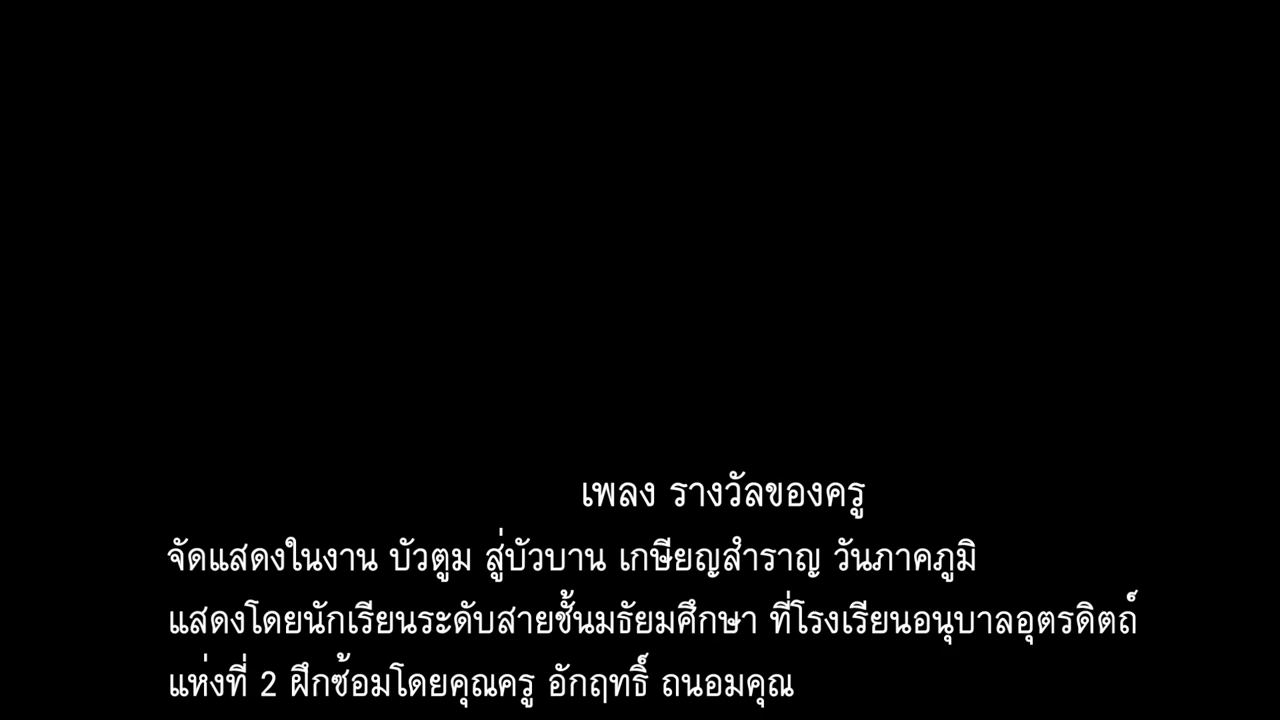 เพลง รางวัลของครู
จัดแสดงในงาน บัวตูม สู่บัวบาน เกษียญสำราญ วันภาคภูมิ
แสดงโดยนักเรียนระดับสายชั้นมธัยมศึกษา ที่โรงเรียนอนุบาลอุตรดิตถ์
แห่งที่ 2 ฝึกซ้อมโดยคุณครู อักฤทธิ์ ถนอมคุณ